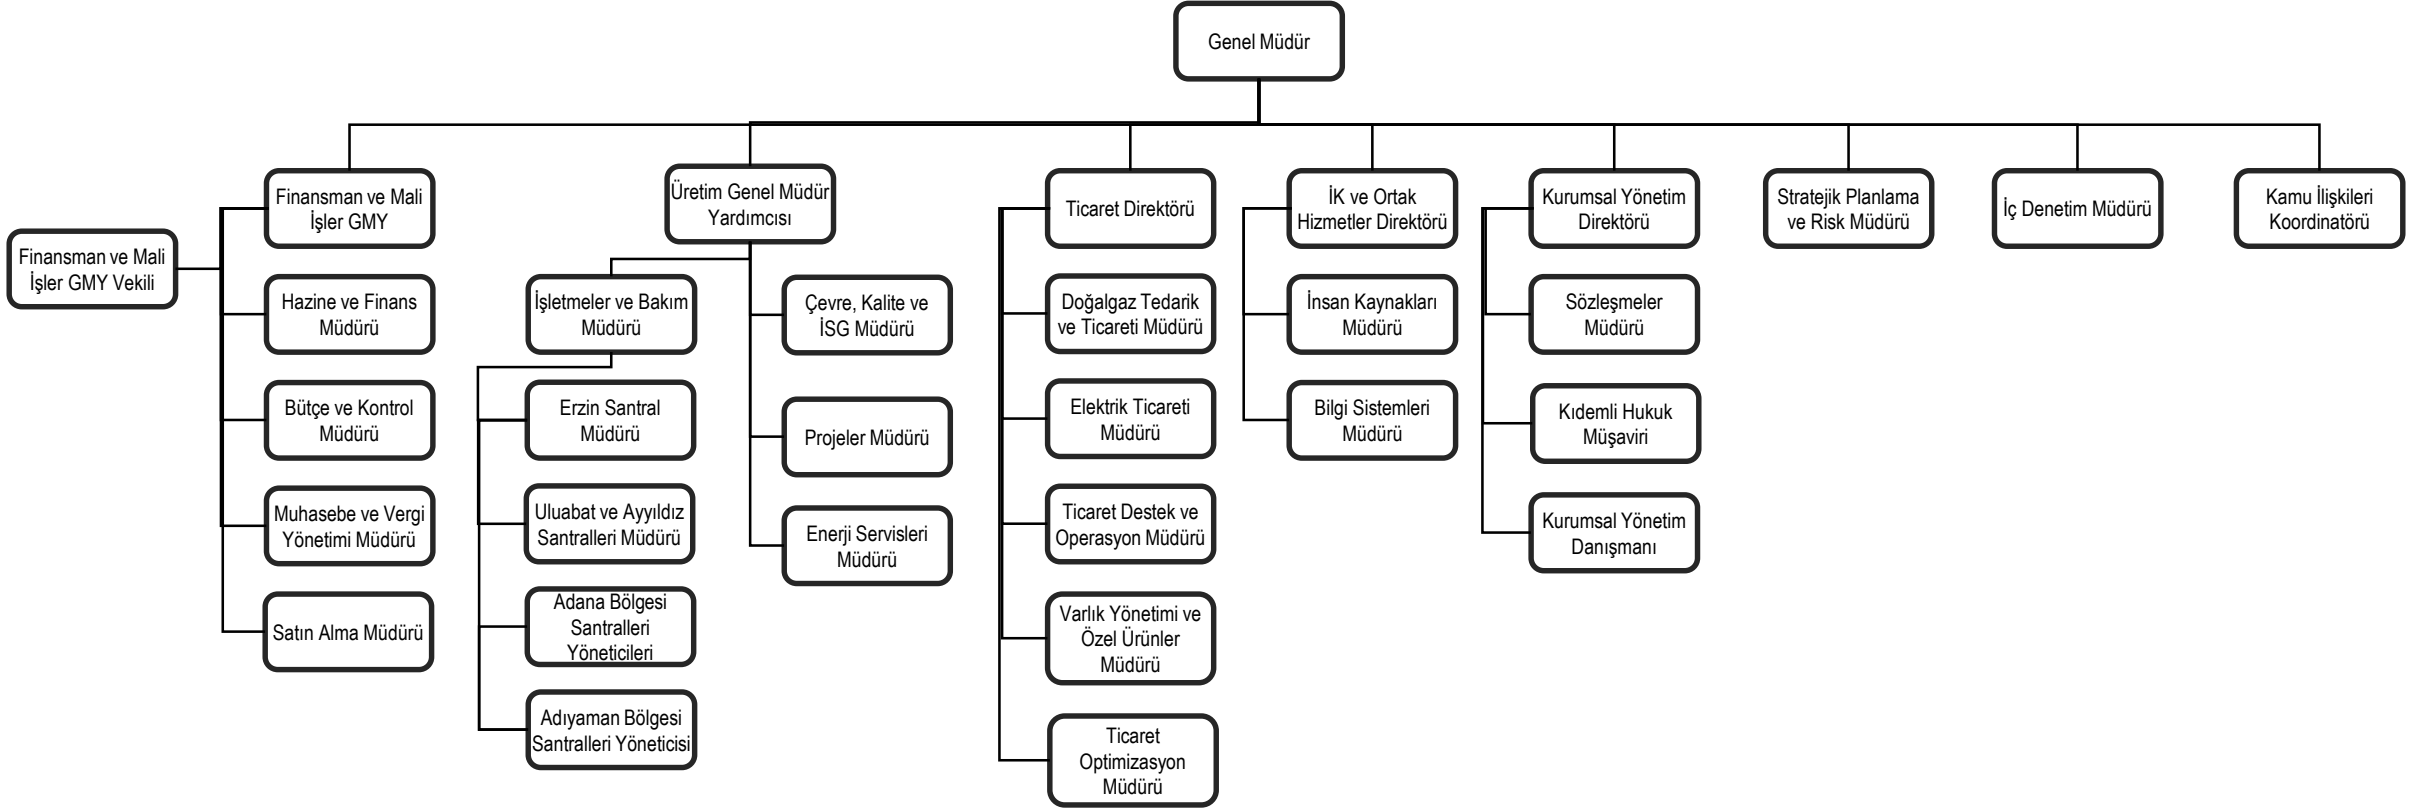 Genel Müdür
Finansman ve Mali
İşler GMY
Üretim Genel Müdür
Yardımcısı
Ticaret Direktörü
İK ve Ortak
Hizmetler Direktörü
Kurumsal Yönetim
Direktörü
Stratejik Planlama
ve Risk Müdürü
İç Denetim Müdürü
Kamu İlişkileri
Koordinatörü
Finansman ve Mali
İşler GMY Vekili
Hazine ve Finans
Müdürü
Bütçe ve Kontrol
Müdürü
Muhasebe ve Vergi
Yönetimi Müdürü
Satın Alma Müdürü
İşletmeler ve Bakım
Müdürü
Erzin Santral
Müdürü
Uluabat ve Ayyıldız
Santralleri Müdürü
Adana Bölgesi
Santralleri
Yöneticileri
Adıyaman Bölgesi
Santralleri Yöneticisi
Çevre, Kalite ve
İSG Müdürü
Projeler Müdürü
Enerji Servisleri
Müdürü
Doğalgaz Tedarik
ve Ticareti Müdürü
Elektrik Ticareti
Müdürü
Ticaret Destek ve
Operasyon Müdürü
Varlık Yönetimi ve
Özel Ürünler
Müdürü
Ticaret
Optimizasyon
Müdürü
İnsan Kaynakları
Müdürü
Bilgi Sistemleri
Müdürü
Sözleşmeler
Müdürü
Kıdemli Hukuk
Müşaviri
Kurumsal Yönetim
Danışmanı